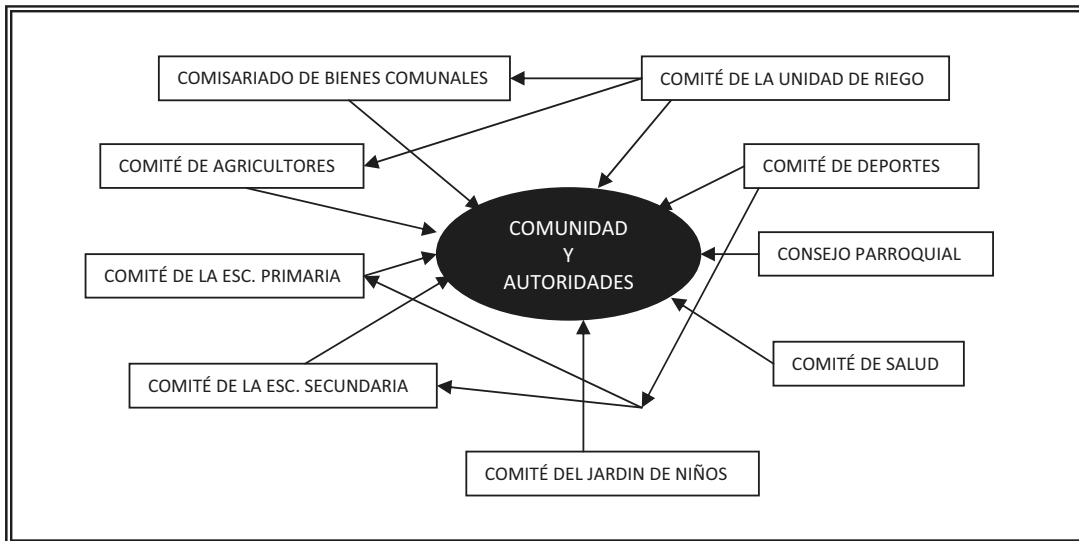 COMISARIADO DE BIENES COMUNALES
COMITÉ DE LA UNIDAD DE RIEGO
COMITÉ DE AGRICULTORES
COMITÉ DE DEPORTES
COMUNIDAD
Y
AUTORIDADES
CONSEJO PARROQUIAL
COMITÉ DE LA ESC. PRIMARIA
COMITÉ DE SALUD
COMITÉ DE LA ESC. SECUNDARIA
COMITÉ DEL JARDIN DE NIÑOS